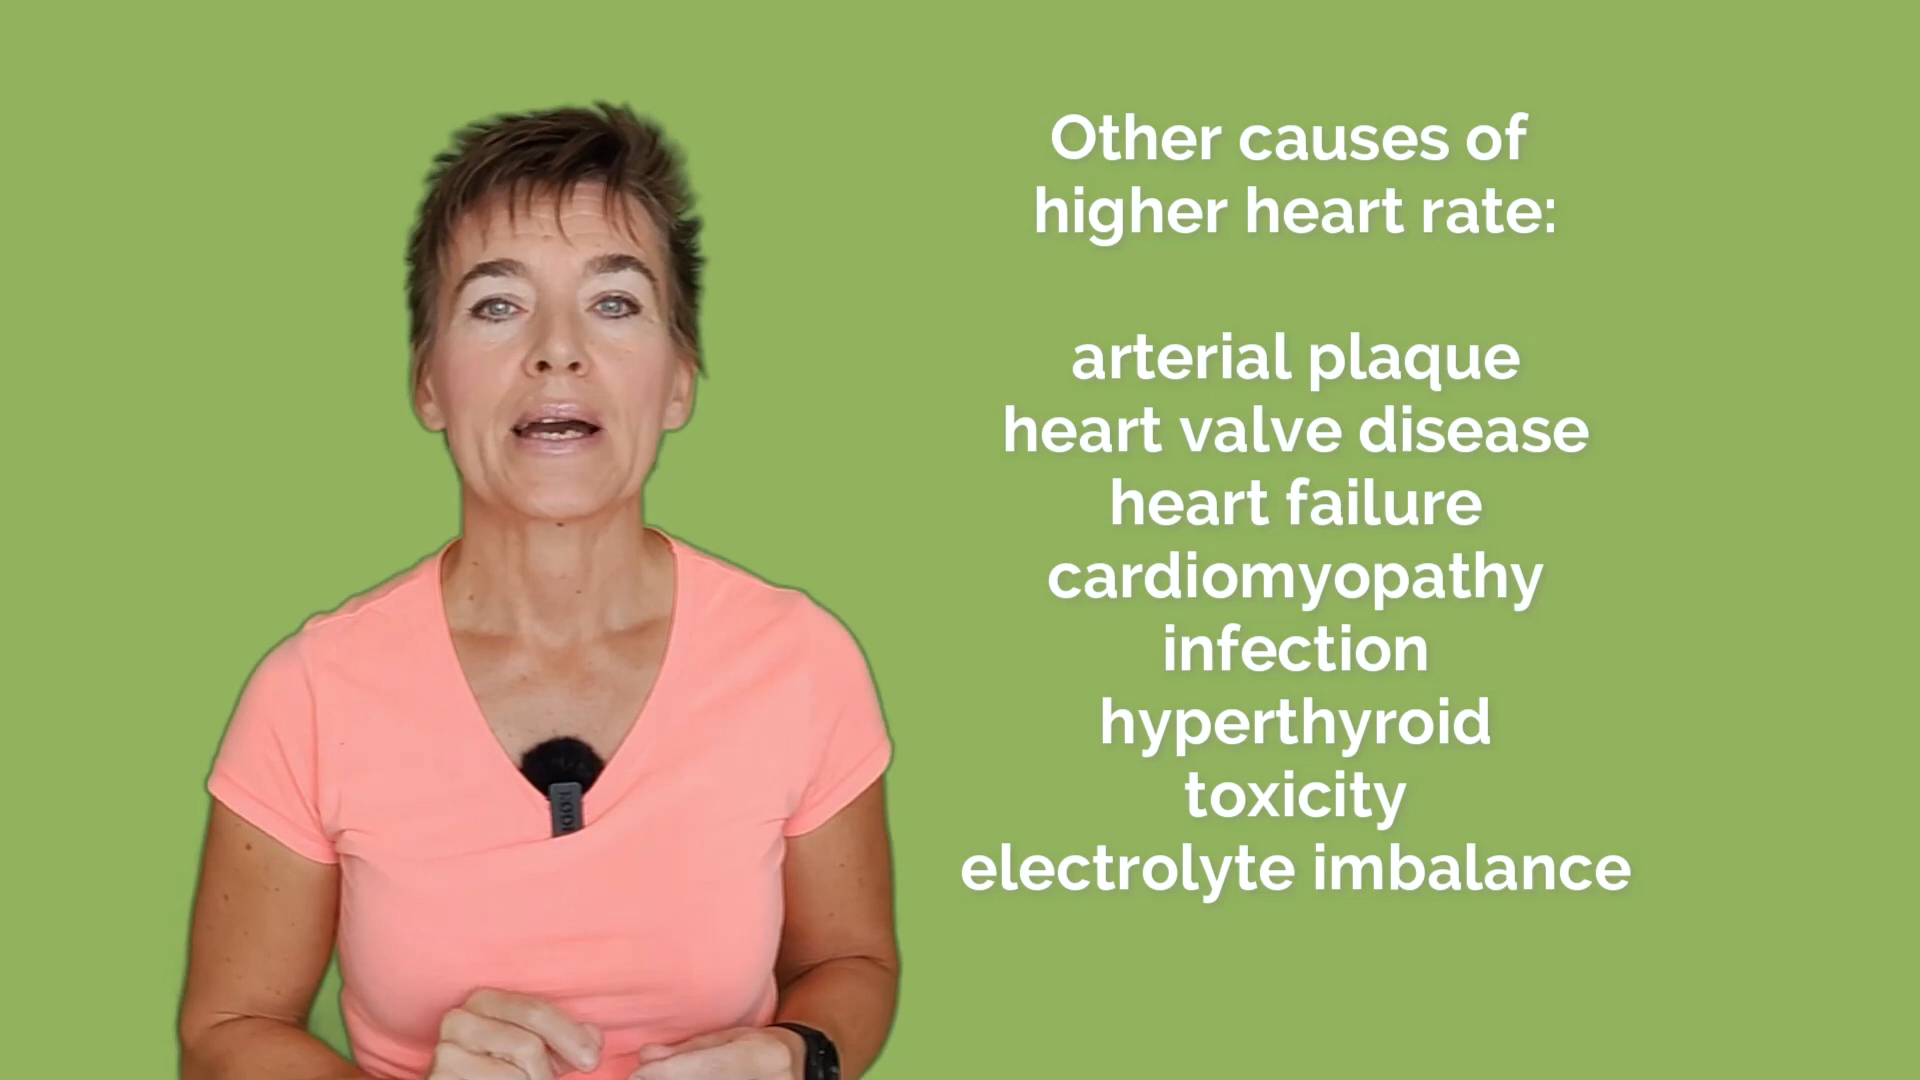 Other causes of
higher heart rate:
arterial plaque
heart valve disease
heart failure
cardiomyopathy
infection
hyperthyroid
toxicity
electrolyte imbalance